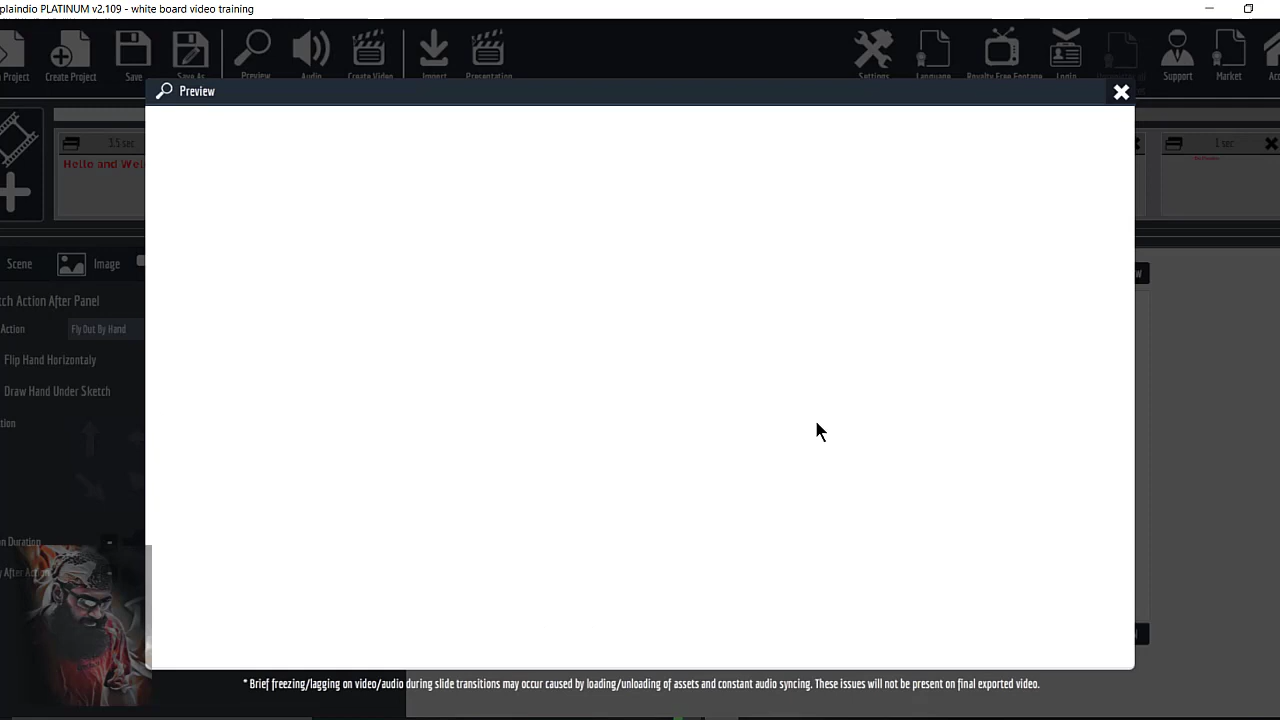 plaindio PLATINUM v2.109 - white board video training
Project
Create Project
Save
Save As
Preview
Audio
Create Video
Import
Presentation
Settings
Language
Royalty Free Footage
Login
Support
Market
Preview
3.5 sec
1 sec
Hello and Wel
Scene
Image
tch Action After Panel
Action
Fly Out By Hand
Flip Hand Horizontaly
Draw Hand Under Sketch
tion
n Duration
y After Action
* Brief freezing/lagging on video/audio during slide transitions may occur caused by loading/unloading of assets and constant audio syncing. These issues will not be present on final exported video.